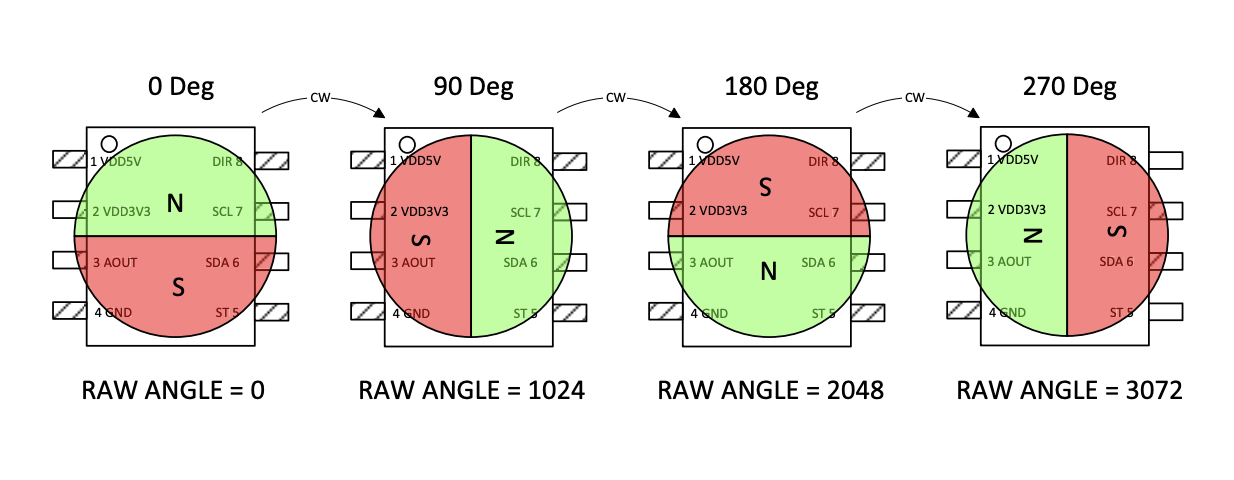 0 Deg
CW
90 Deg
CW
180 Deg
CW
270 Deg
1 VDD5V
DIR 8
2 VDD3V3
SCL 7
N
3 AOUT
SDA 6
S
4 GND
ST 5
1 VDD5V
DIR 8
2 VDD3V3
SCL 7
S
N
3 AOUT
SDA 6
4 GND
ST 5
1 VDD5V
DIR 8
S
2 VDD3V3
SCL 7
3 AOUT
SDA 6
N
4 GND
ST 5
1 VDD5V
DIR 8
2 VDD3V3
SCL 7
N
S
3 AOUT
SDA 6
4 GND
ST 5
RAW ANGLE = 0
RAW ANGLE = 1024
RAW ANGLE = 2048
RAW ANGLE = 3072